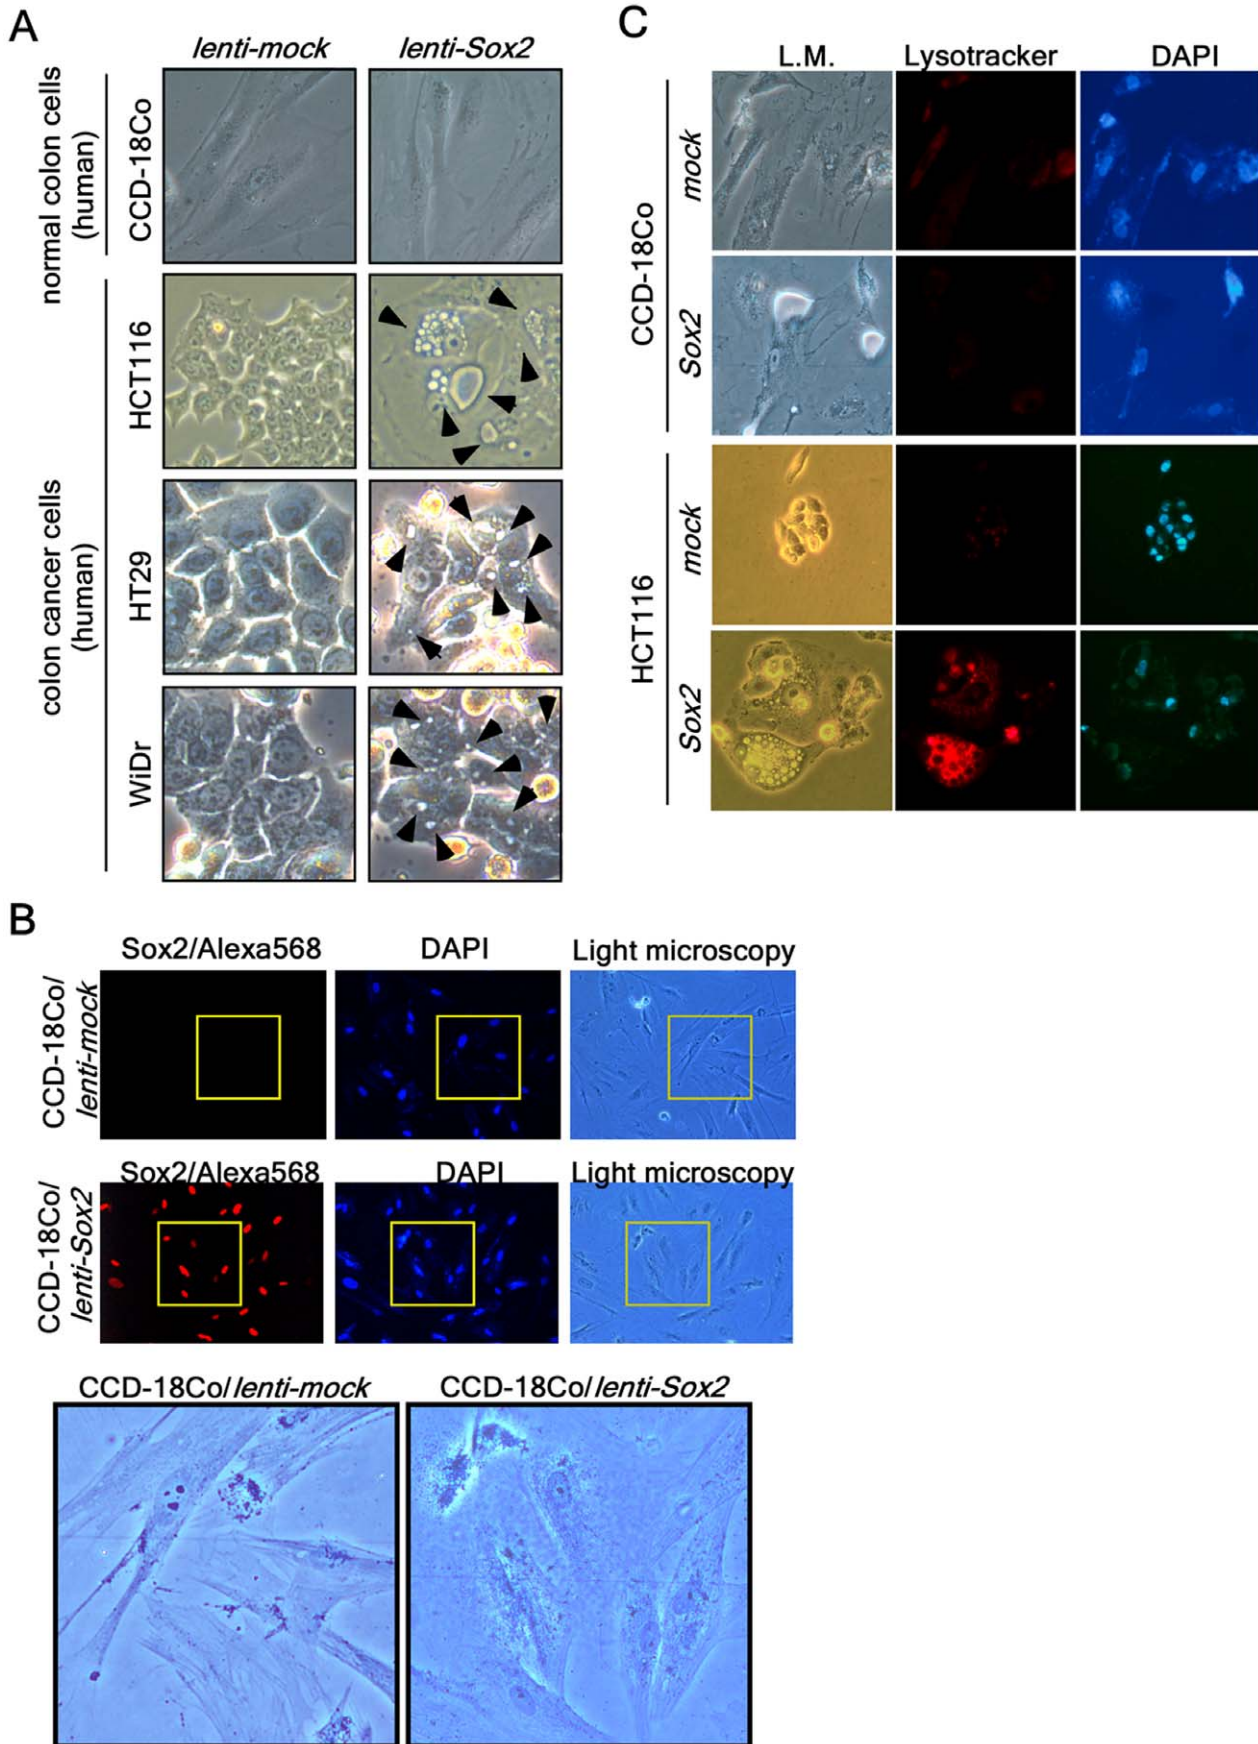 A
lenti-mock
lenti-Sox2
normal colon cells
(human)
CCD-18Co
colon cancer cells
(human)
HCT116
HT29
WiDr
C
L.M.
Lysotracker
DAPI
CCD-18Co
mock
Sox2
HCT116
mock
Sox2
B
Sox2/Alexa568
DAPI
Light microscopy
CCD-18Co/
lenti-mock
Sox2/Alexa568
DAPI
Light microscopy
CCD-18Co/
lenti-Sox2
CCD-18Co/lenti-mock
CCD-18Co/lenti-Sox2